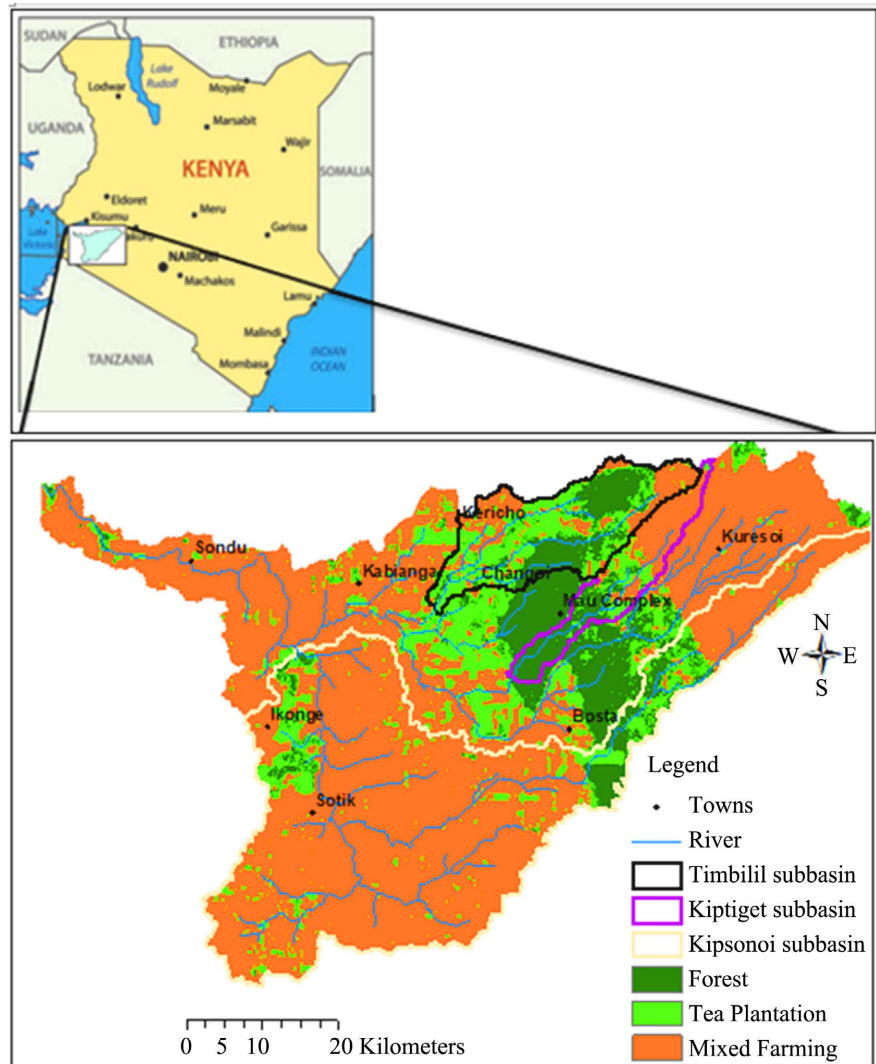 SUDAN
ETHIOPIA
Lake
Rudolf
Moyale
Lodwar
Marsabit
UGANDA
Wajir
KENYA
SOMALIA
Eldoret
Kisumu
Meru
Garissa
Lake
Victoria
akuru
NAIROBI
Machakos
Lamu
Malindi
TANZANIA
Mombasa
INDIAN
OCEAN
Kericho
Sondu
Kuresoi
Kabianga
Changoi
Mau Complex
N
W E
S
Ikonge
Bosta
Sotik
Legend
Towns
River
Timbilil subbasin
Kiptiget subbasin
Kipsonoi subbasin
Forest
Tea Plantation
Mixed Farming
0 5 10 20 Kilometers